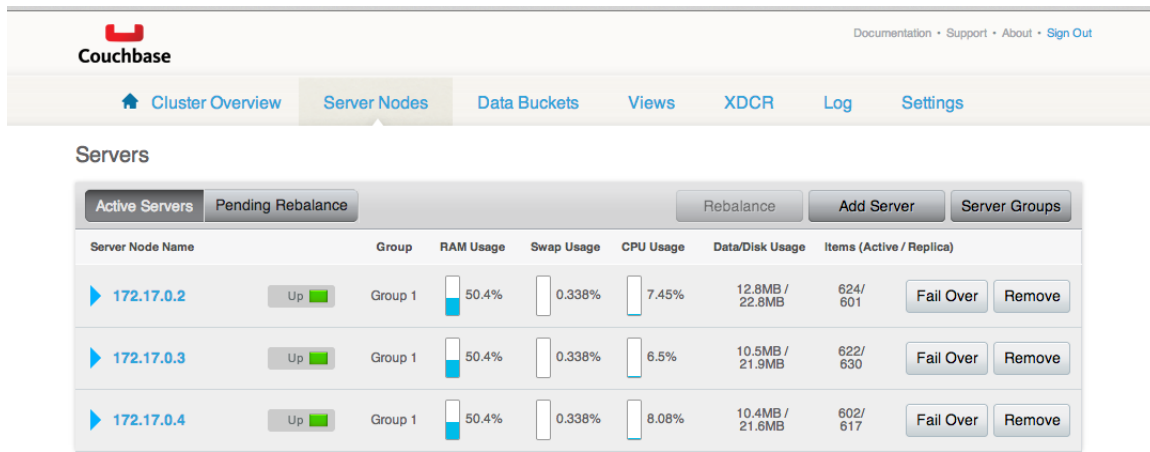 Couchbase
Documentation • Support • About • Sign Out
Cluster Overview Server Nodes Data Buckets Views XDCR Log Settings
Servers
Active Servers Pending Rebalance Rebalance Add Server Server Groups
Server Node Name Group RAM Usage Swap Usage CPU Usage Data/Disk Usage Items (Active / Replica)
172.17.0.2 Up Group 1 50.4% 0.338% 7.45% 12.8MB / 22.8MB 624/ 601 Fail Over Remove
172.17.0.3 Up Group 1 50.4% 0.338% 6.5% 10.5MB / 21.9MB 622/ 630 Fail Over Remove
172.17.0.4 Up Group 1 50.4% 0.338% 8.08% 10.4MB / 21.6MB 602/ 617 Fail Over Remove